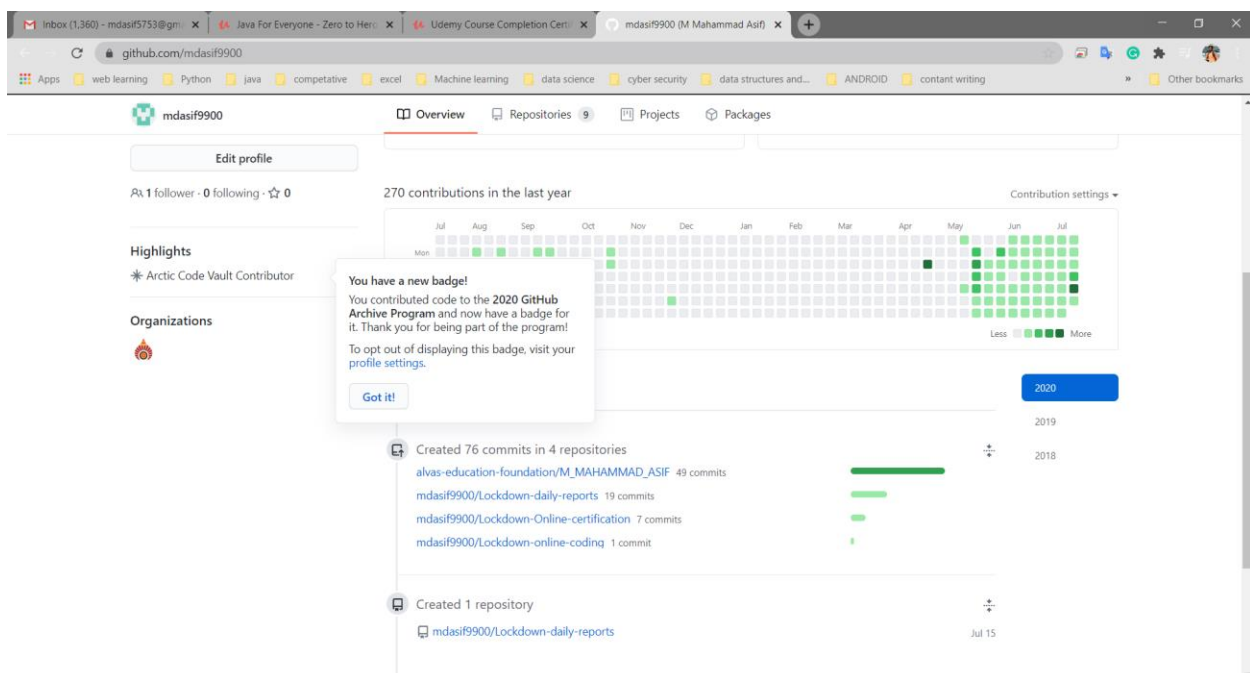 Inbox (1,360) - mdasif5753@gm
Java For Everyone - Zero to Hero
Udemy Course Completion Certi
mdasif9900 (M Mahammad Asif)
github.com/mdasif9900
Apps web learning Python java competative excel Machine learning data science cyber security data structures and... ANDROID contant writing » Other bookmarks
mdasif9900 Overview Repositories 9 Projects Packages
Edit profile
1 follower · 0 following · 0
270 contributions in the last year
Contribution settings
Jul Aug Sep Oct Nov Dec Jan Feb Mar Apr May Jun Jul
Mon
Less More
Highlights
Arctic Code Vault Contributor
Organizations
You have a new badge!
You contributed code to the 2020 GitHub
Archive Program and now have a badge for
it. Thank you for being part of the program!
To opt out of displaying this badge, visit your
profile settings.
Got it!
2020
2019
2018
Created 76 commits in 4 repositories
alvas-education-foundation/M_MAHAMMAD_ASIF 49 commits
mdasif9900/Lockdown-daily-reports 19 commits
mdasif9900/Lockdown-Online-certification 7 commits
mdasif9900/Lockdown-online-coding 1 commit
Created 1 repository
mdasif9900/Lockdown-daily-reports Jul 15